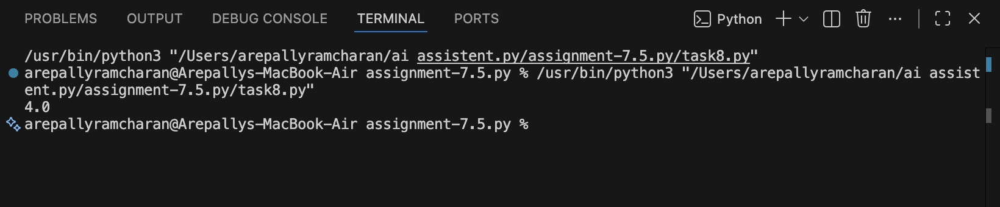 PROBLEMS OUTPUT DEBUG CONSOLE TERMINAL PORTS Python
/usr/bin/python3 "/Users/arepallyramcharan/ai assistent.py/assignment-7.5.py/task8.py"
arepallyramcharan@Arepallys-MacBook-Air assignment-7.5.py % /usr/bin/python3 "/Users/arepallyramcharan/ai assist
ent.py/assignment-7.5.py/task8.py"
4.0
arepallyramcharan@Arepallys-MacBook-Air assignment-7.5.py %